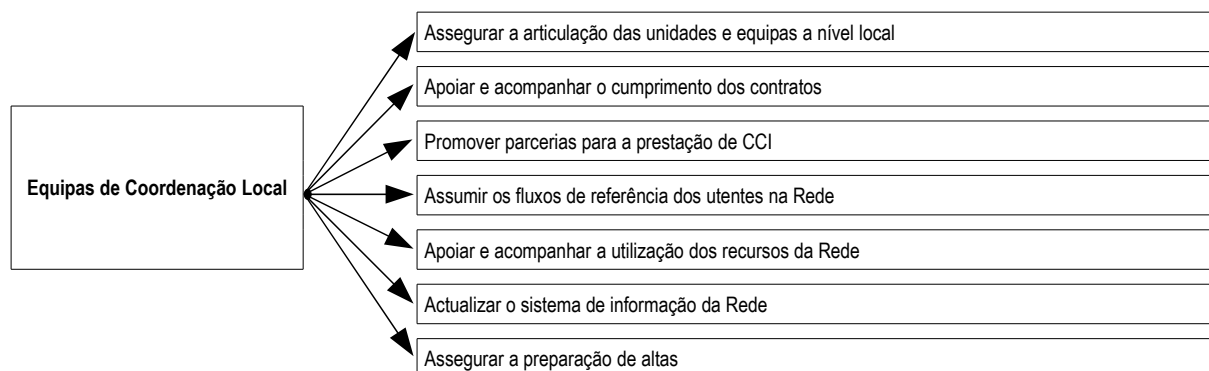 Assegurar a articulação das unidades e equipas a nível local
Apoiar e acompanhar o cumprimento dos contratos
Promover parcerias para a prestação de CCI
Equipas de Coordenação Local
Assumir os fluxos de referência dos utentes na Rede
Apoiar e acompanhar a utilização dos recursos da Rede
Actualizar o sistema de informação da Rede
Assegurar a preparação de altas